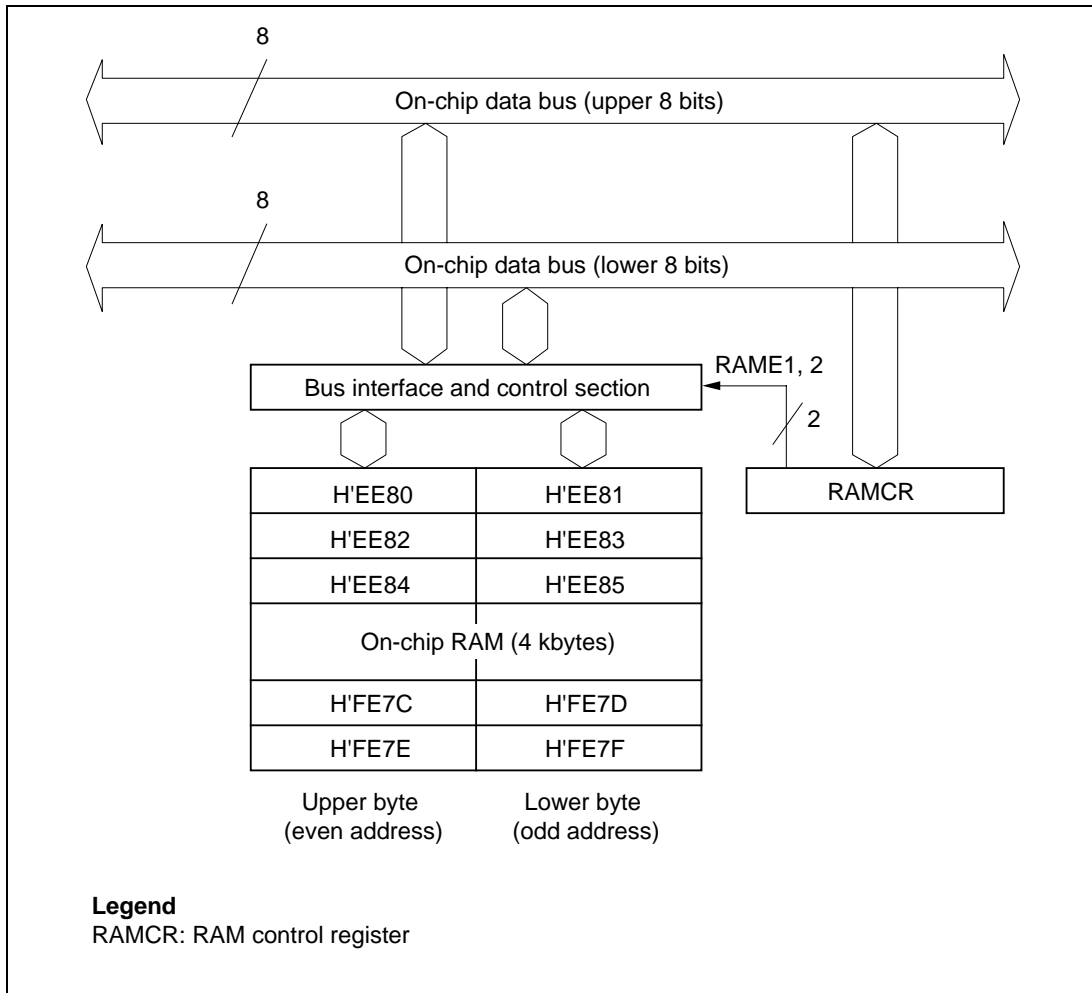 8
On-chip data bus (upper 8 bits)
8
On-chip data bus (lower 8 bits)
RAME1, 2
Bus interface and control section
2
H'EE80 H'EE81 RAMCR
H'EE82 H'EE83
H'EE84 H'EE85
On-chip RAM (4 kbytes)
H'FE7C H'FE7D
H'FE7E H'FE7F
Upper byte Lower byte
(even address) (odd address)
Legend
RAMCR: RAM control register